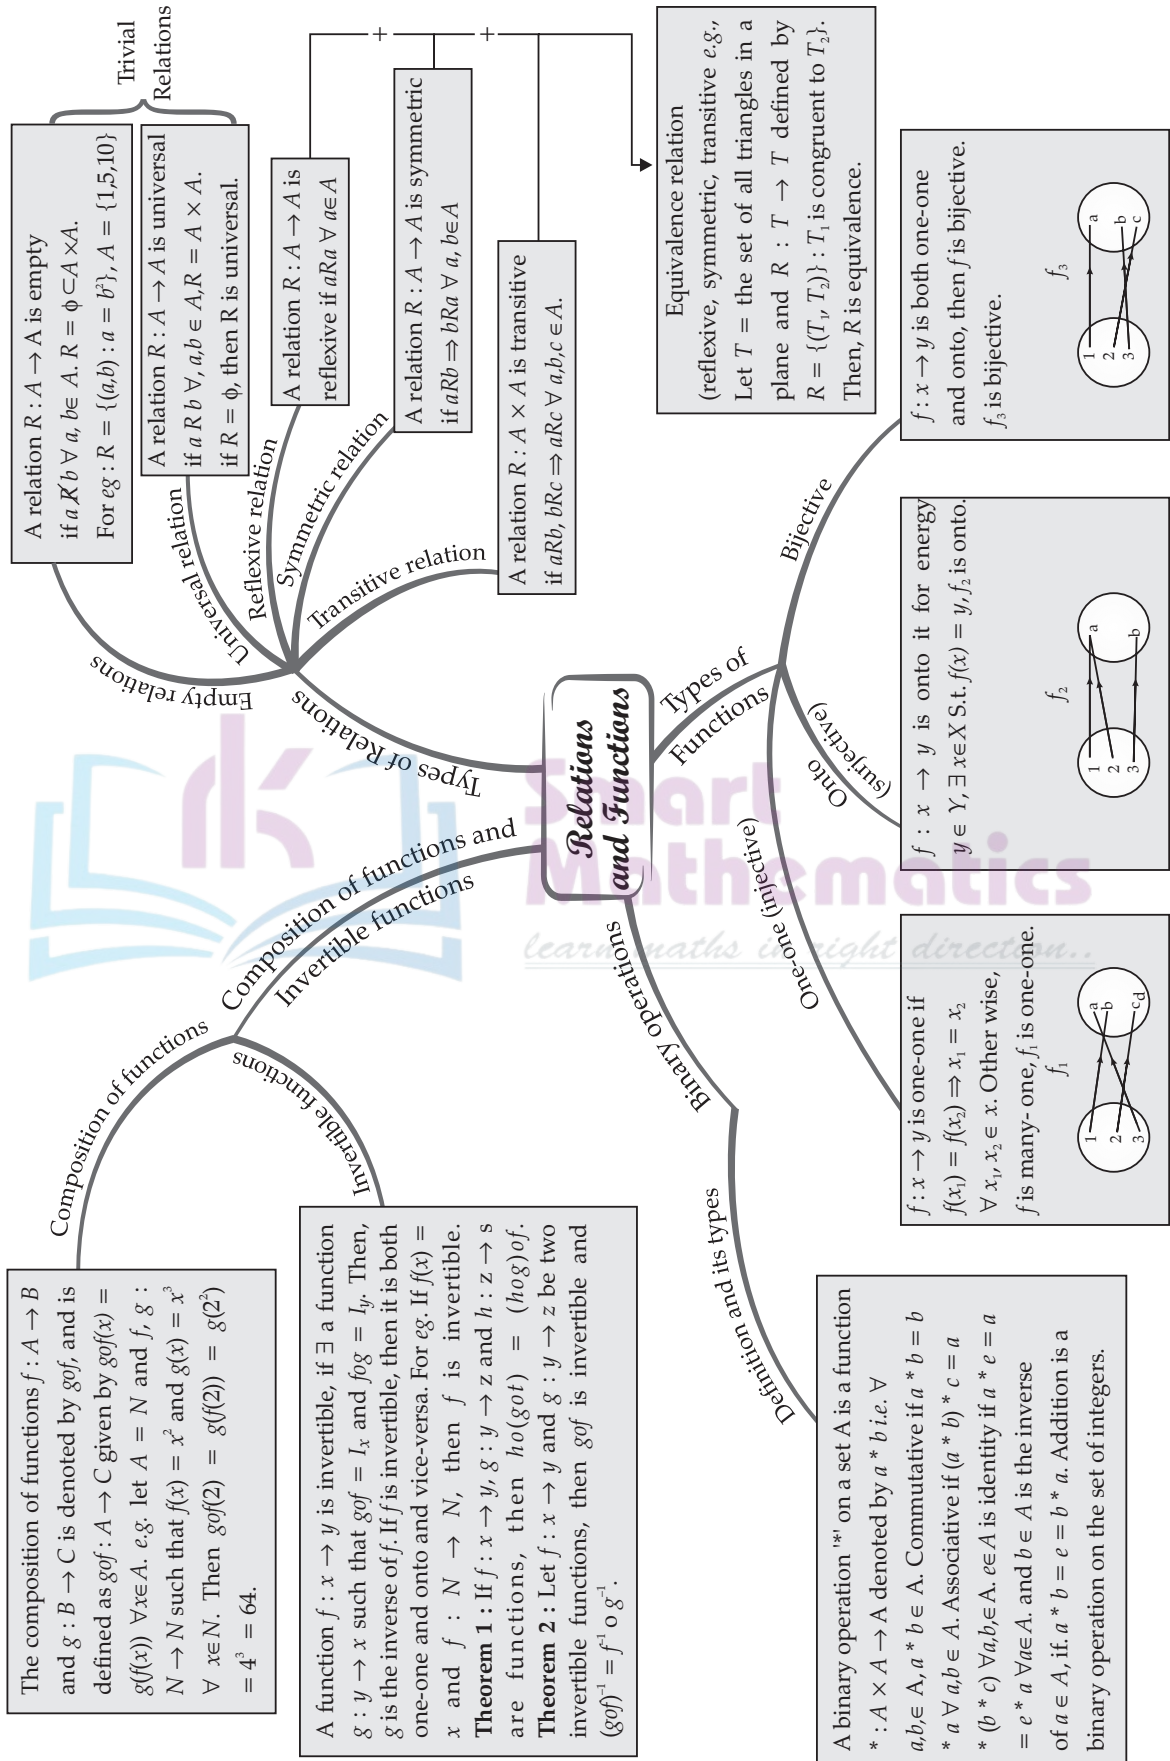 Relations
and Functions
Types of Relations
Empty relations
A relation R : A → A is empty
if a R̸ b ∀ a, b∈ A. R = ϕ⊂A×A.
For eg : R = {(a,b) : a = b²}, A = {1,5,10}
Universal relation
A relation R : A → A is universal
if a R b ∀, a,b ∈ A,R = A × A.
if R = ϕ, then R is universal.
Trivial
Relations
Reflexive relation
A relation R : A → A is
reflexive if aRa ∀ a∈A
Symmetric relation
A relation R : A → A is symmetric
if aRb ⇒ bRa ∀ a, b∈A
Transitive relation
A relation R : A × A is transitive
if aRb, bRc ⇒ aRc ∀ a,b,c ∈ A.
+
+
Equivalence relation
(reflexive, symmetric, transitive e.g.,
Let T = the set of all triangles in a
plane and R : T → T defined by
R = {(T₁, T₂)} : T₁ is congruent to T₂}.
Then, R is equivalence.
Types of
Functions
Bijective
f : x → y is both one-one
and onto, then f is bijective.
f₃ is bijective.
f₃
1
2
3
a
b
c
Onto
(surjective)
f : x → y is onto it for energy
y ∈ Y, ∃ x∈X S.t. f(x) = y, f₂ is onto.
f₂
1
2
3
a
b
One-one (injective)
f : x → y is one-one if
f(x₁) = f(x₂) ⇒ x₁ = x₂
∀ x₁, x₂ ∈ x. Other wise,
f is many- one, f₁ is one-one.
f₁
1
2
3
a
b
c
d
Composition of functions and
Invertible functions
Composition of functions
The composition of functions f : A → B
and g : B → C is denoted by gof, and is
defined as gof : A → C given by gof(x) =
g(f(x)) ∀x∈A. e.g. let A = N and f, g :
N → N such that f(x) = x² and g(x) = x³
∀ x∈N. Then gof(2) = g(f(2)) = g(2²)
= 4³ = 64.
Invertible functions
A function f : x → y is invertible, if ∃ a function
g : y → x such that gof = Iₓ and fog = I_y. Then,
g is the inverse of f. If f is invertible, then it is both
one-one and onto and vice-versa. For eg. If f(x) =
x and f : N → N, then f is invertible.
Theorem 1 : If f : x → y, g : y → z and h : z → s
are functions, then ho(got) = (hog)of.
Theorem 2 : Let f : x → y and g : y → z be two
invertible functions, then gof is invertible and
(gof)⁻¹ = f⁻¹ o g⁻¹.
Binary operations
Definition and its types
A binary operation "*" on a set A is a function
* : A × A → A denoted by a * b i.e. ∀
a,b,∈ A, a * b ∈ A. Commutative if a * b = b
* a ∀ a,b ∈ A. Associative if (a * b) * c = a
* (b * c) ∀a,b,∈A. e∈A is identity if a * e = a
= e* a ∀a∈A. and b ∈ A is the inverse
of a ∈ A, if. a * b = e = b * a. Addition is a
binary operation on the set of integers.
Smart
Mathematics
learn maths in right direction..